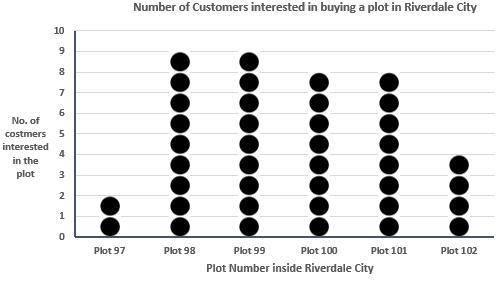 Number of Customers interested in buying a plot in Riverdale City
10
9
8
7
6
5
4
3
2
1
0
No. of
costmers
interested
in the
plot
Plot 97 Plot 98 Plot 99 Plot 100 Plot 101 Plot 102
Plot Number inside Riverdale City